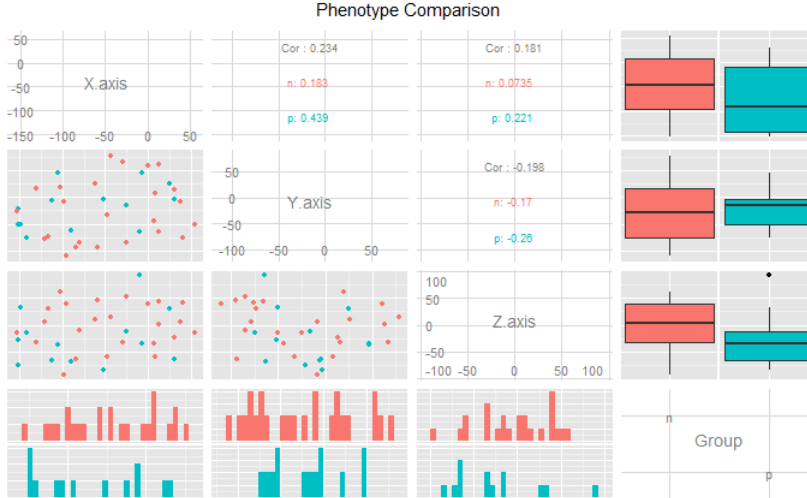 Phenotype Comparison
50
0
-50
-100
X.axis
-150 -100 -50 0 50
Cor : 0.234
n: 0.183
p: 0.439
Cor : 0.181
n: 0.0735
p: 0.221
50
0
-50
-100
Y.axis
-100 -50 0 50
Cor : -0.198
n: -0.17
p: -0.26
100
50
0
-50
-100
Z.axis
-100 -50 0 50 100
n
Group
p